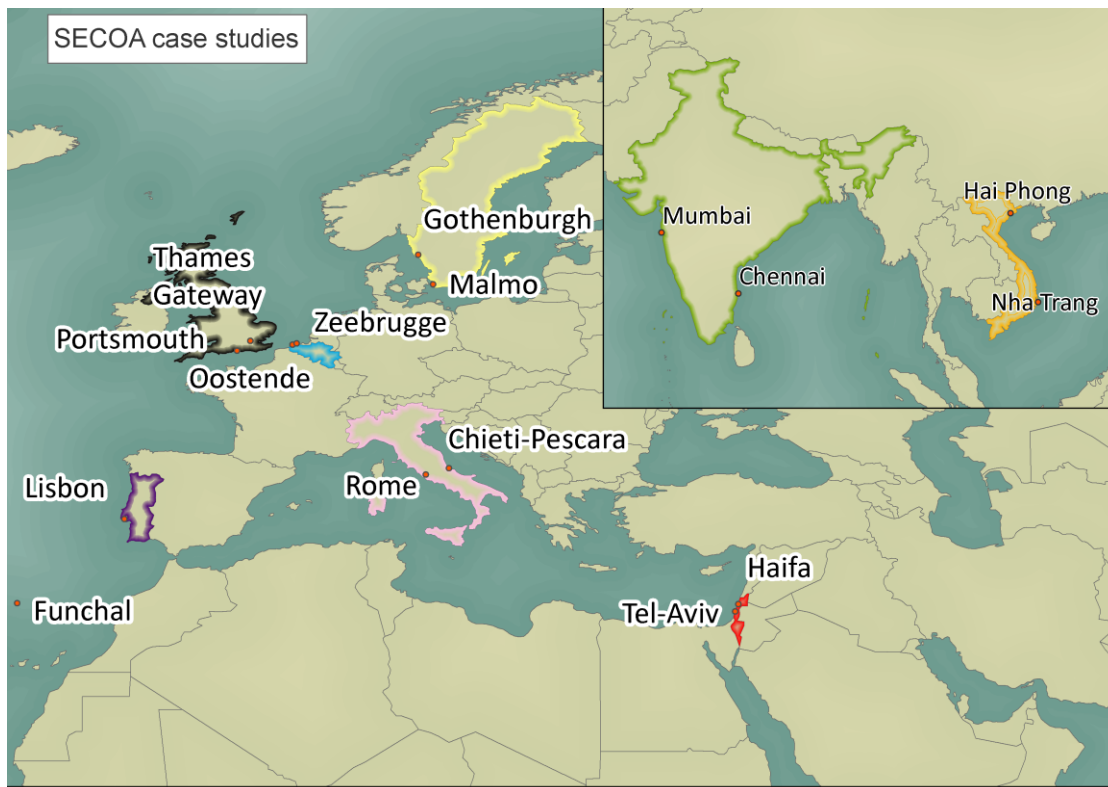 SECOA case studies
Hai Phong
Mumbai
Chennai
Nha Trang
Gothenburgh
Thames
Gateway
Malmo
Zeebrugge
Portsmouth
Oostende
Chieti-Pescara
Rome
Lisbon
Haifa
Funchal
Tel-Aviv